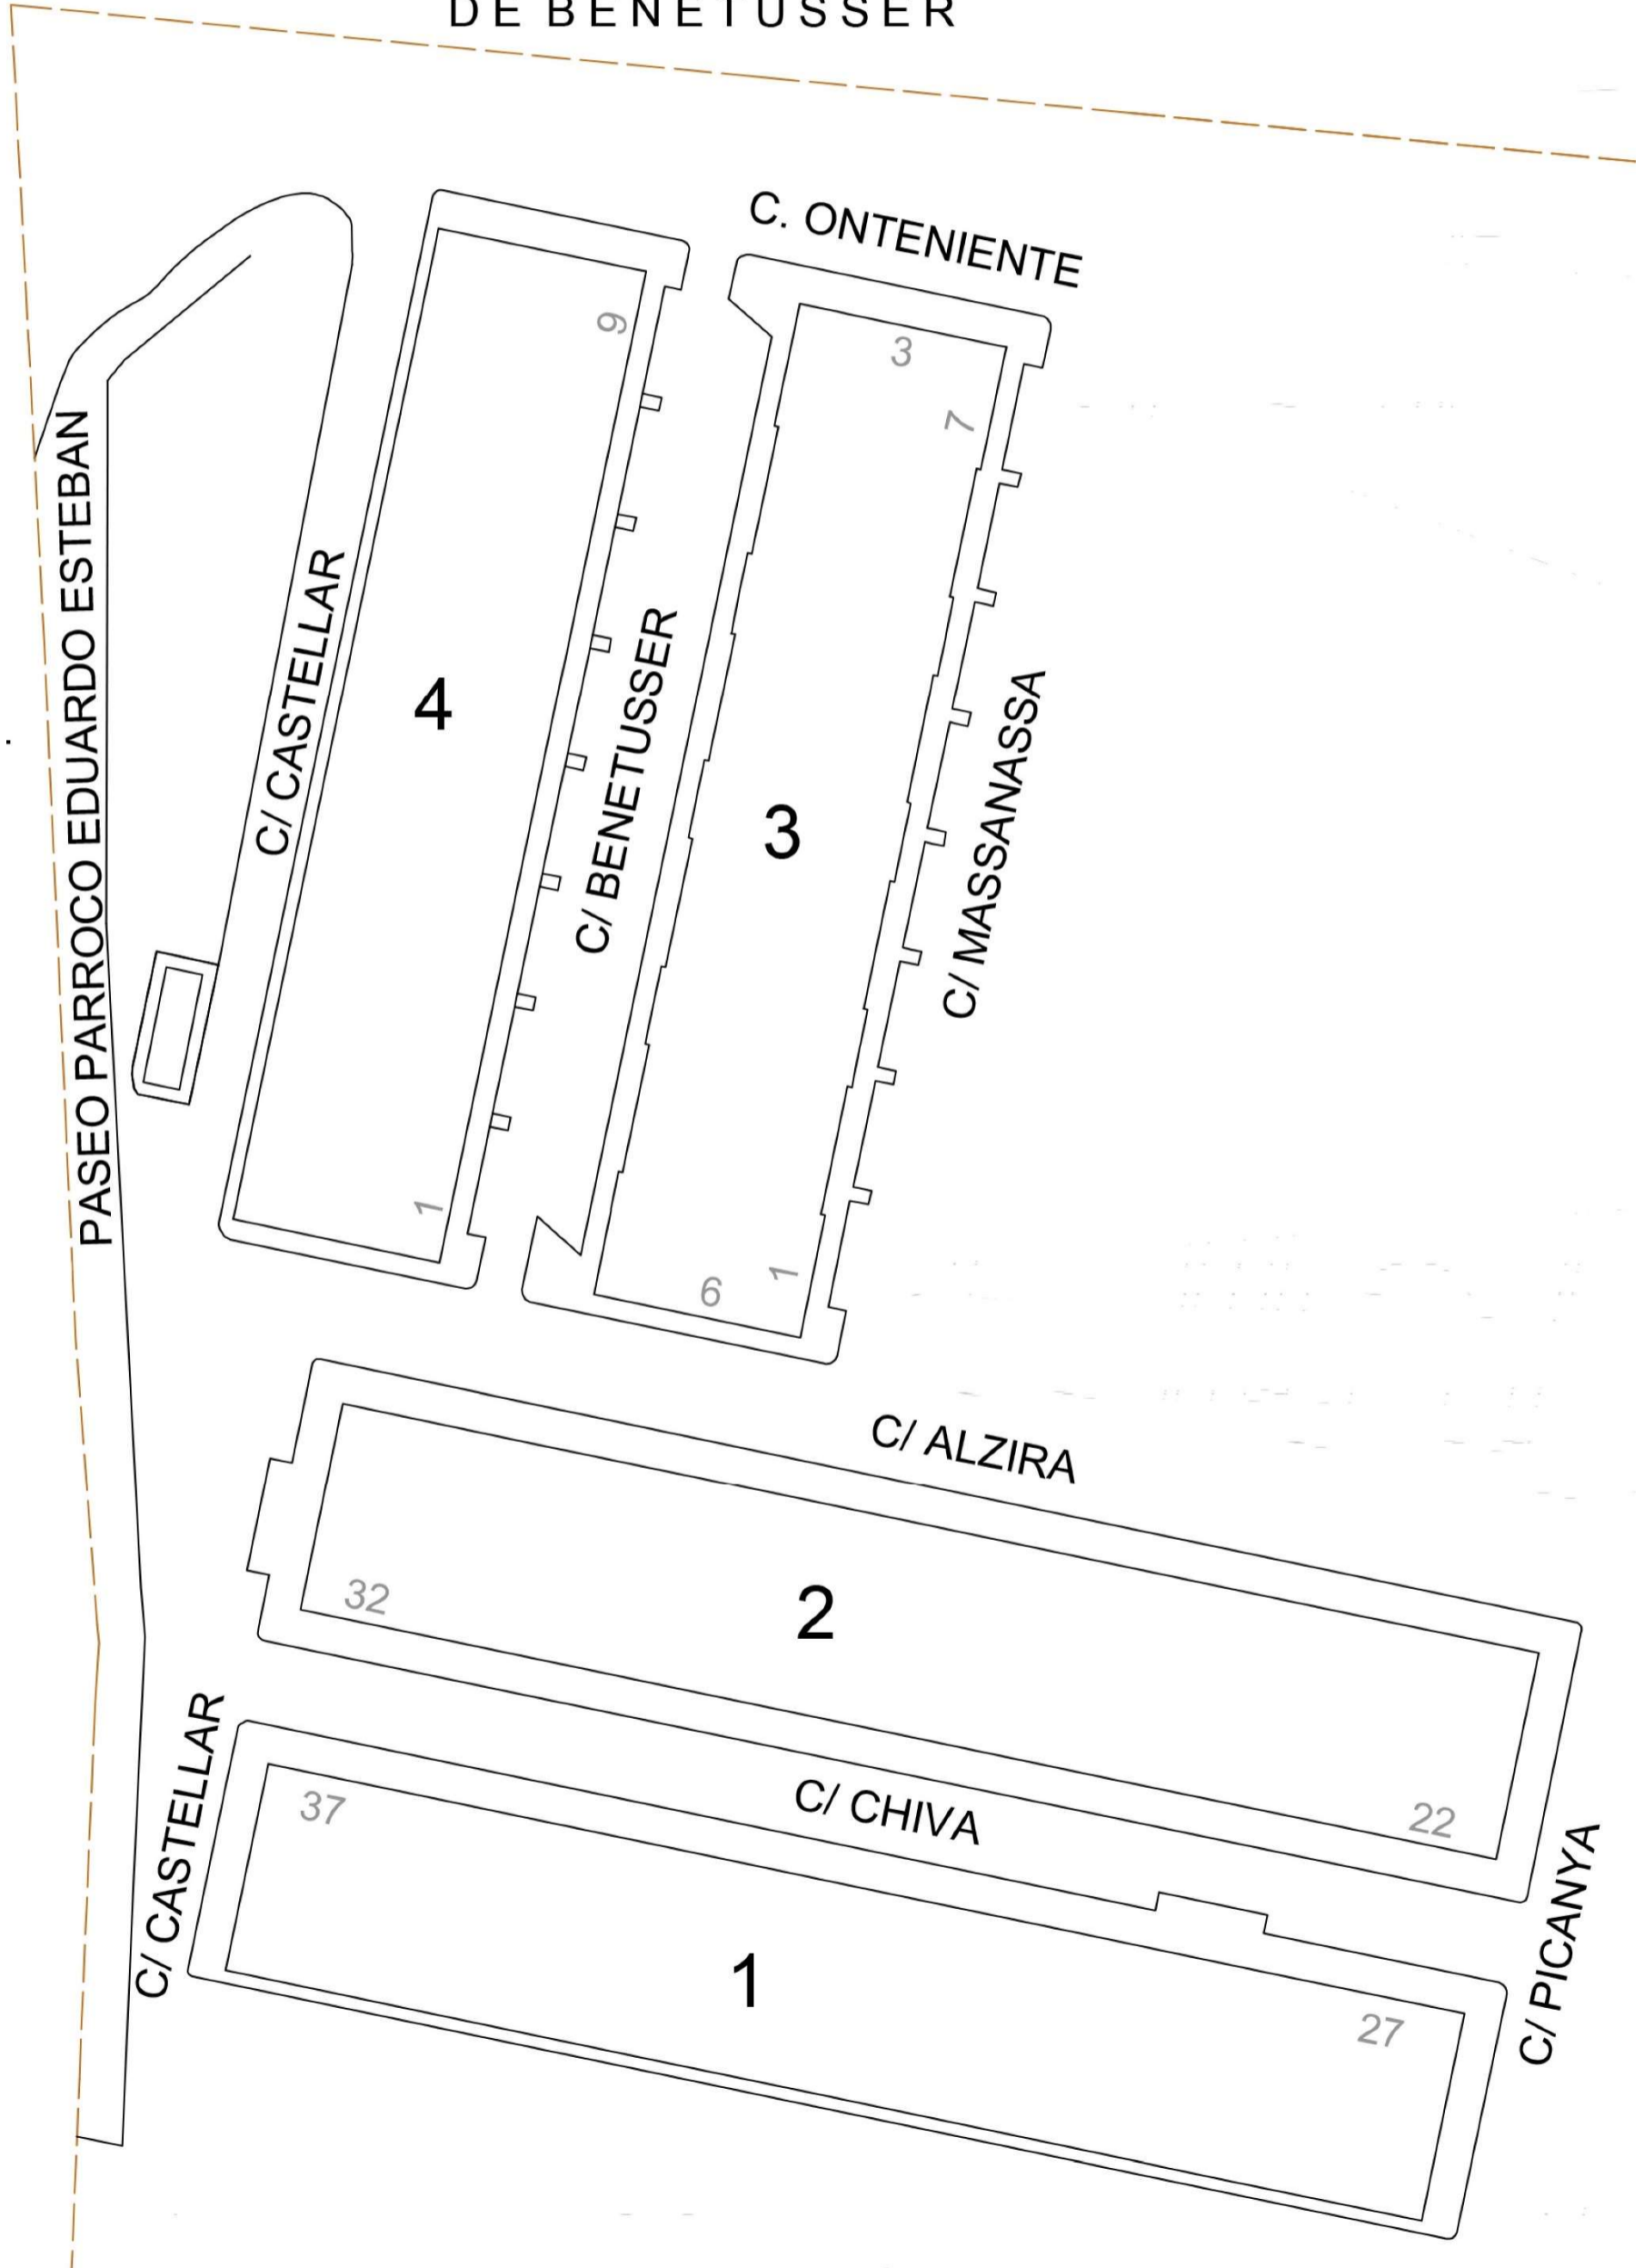 DE BENETUSSER
C. ONTENIENTE
9
3
7
PASEO PARROCO EDUARDO ESTEBAN
C/ CASTELLAR
4
C/ BENETUSSER
3
C/ MASSANASSA
1
6
1
C/ ALZIRA
32
2
22
C/ CASTELLAR
37
C/ CHIVA
C/ PICANYA
1
27